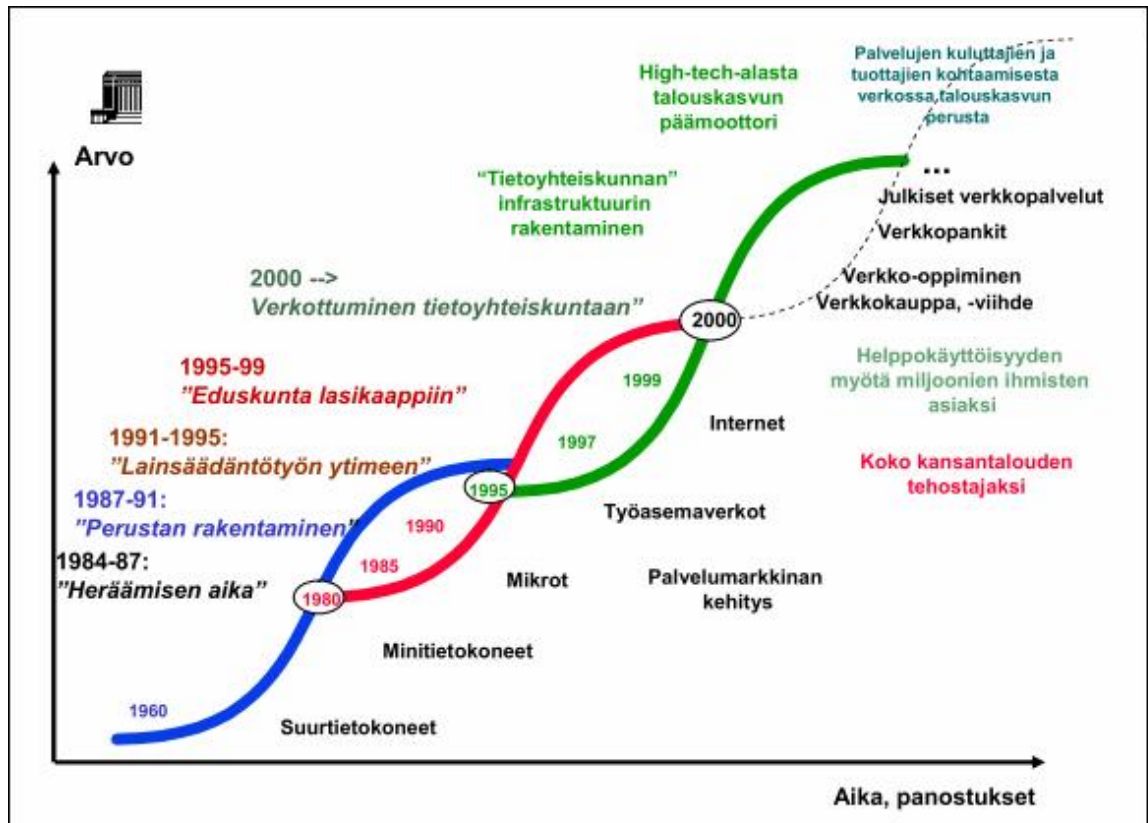 High-tech-alasta
talouskasvun
päämoottori
Palvelujen kuluttajien ja
tuottajien kohtaamisesta
verkossa talouskasvun
perusta
Arvo
“Tietoyhteiskunnan”
infrastruktuurin
rakentaminen
...
Julkiset verkkopalvelut
Verkkopankit
Verkko-oppiminen
Verkkokauppa, -viihde
2000 -->
Verkottuminen tietoyhteiskuntaan”
2000
1995-99
”Eduskunta lasikaappiin”
1999
Helppokäyttöisyyden
myötä miljoonien ihmisten
asiaksi
Internet
1991-1995:
”Lainsäädäntötyön ytimeen”
1997
Koko kansantalouden
tehostajaksi
1987-91:
”Perustan rakentaminen”
1995
1990
Työasemaverkot
1984-87:
”Heräämisen aika”
1985
1980
Mikrot
Palvelumarkkinan
kehitys
Minitietokoneet
1960
Suurtietokoneet
Aika, panostukset